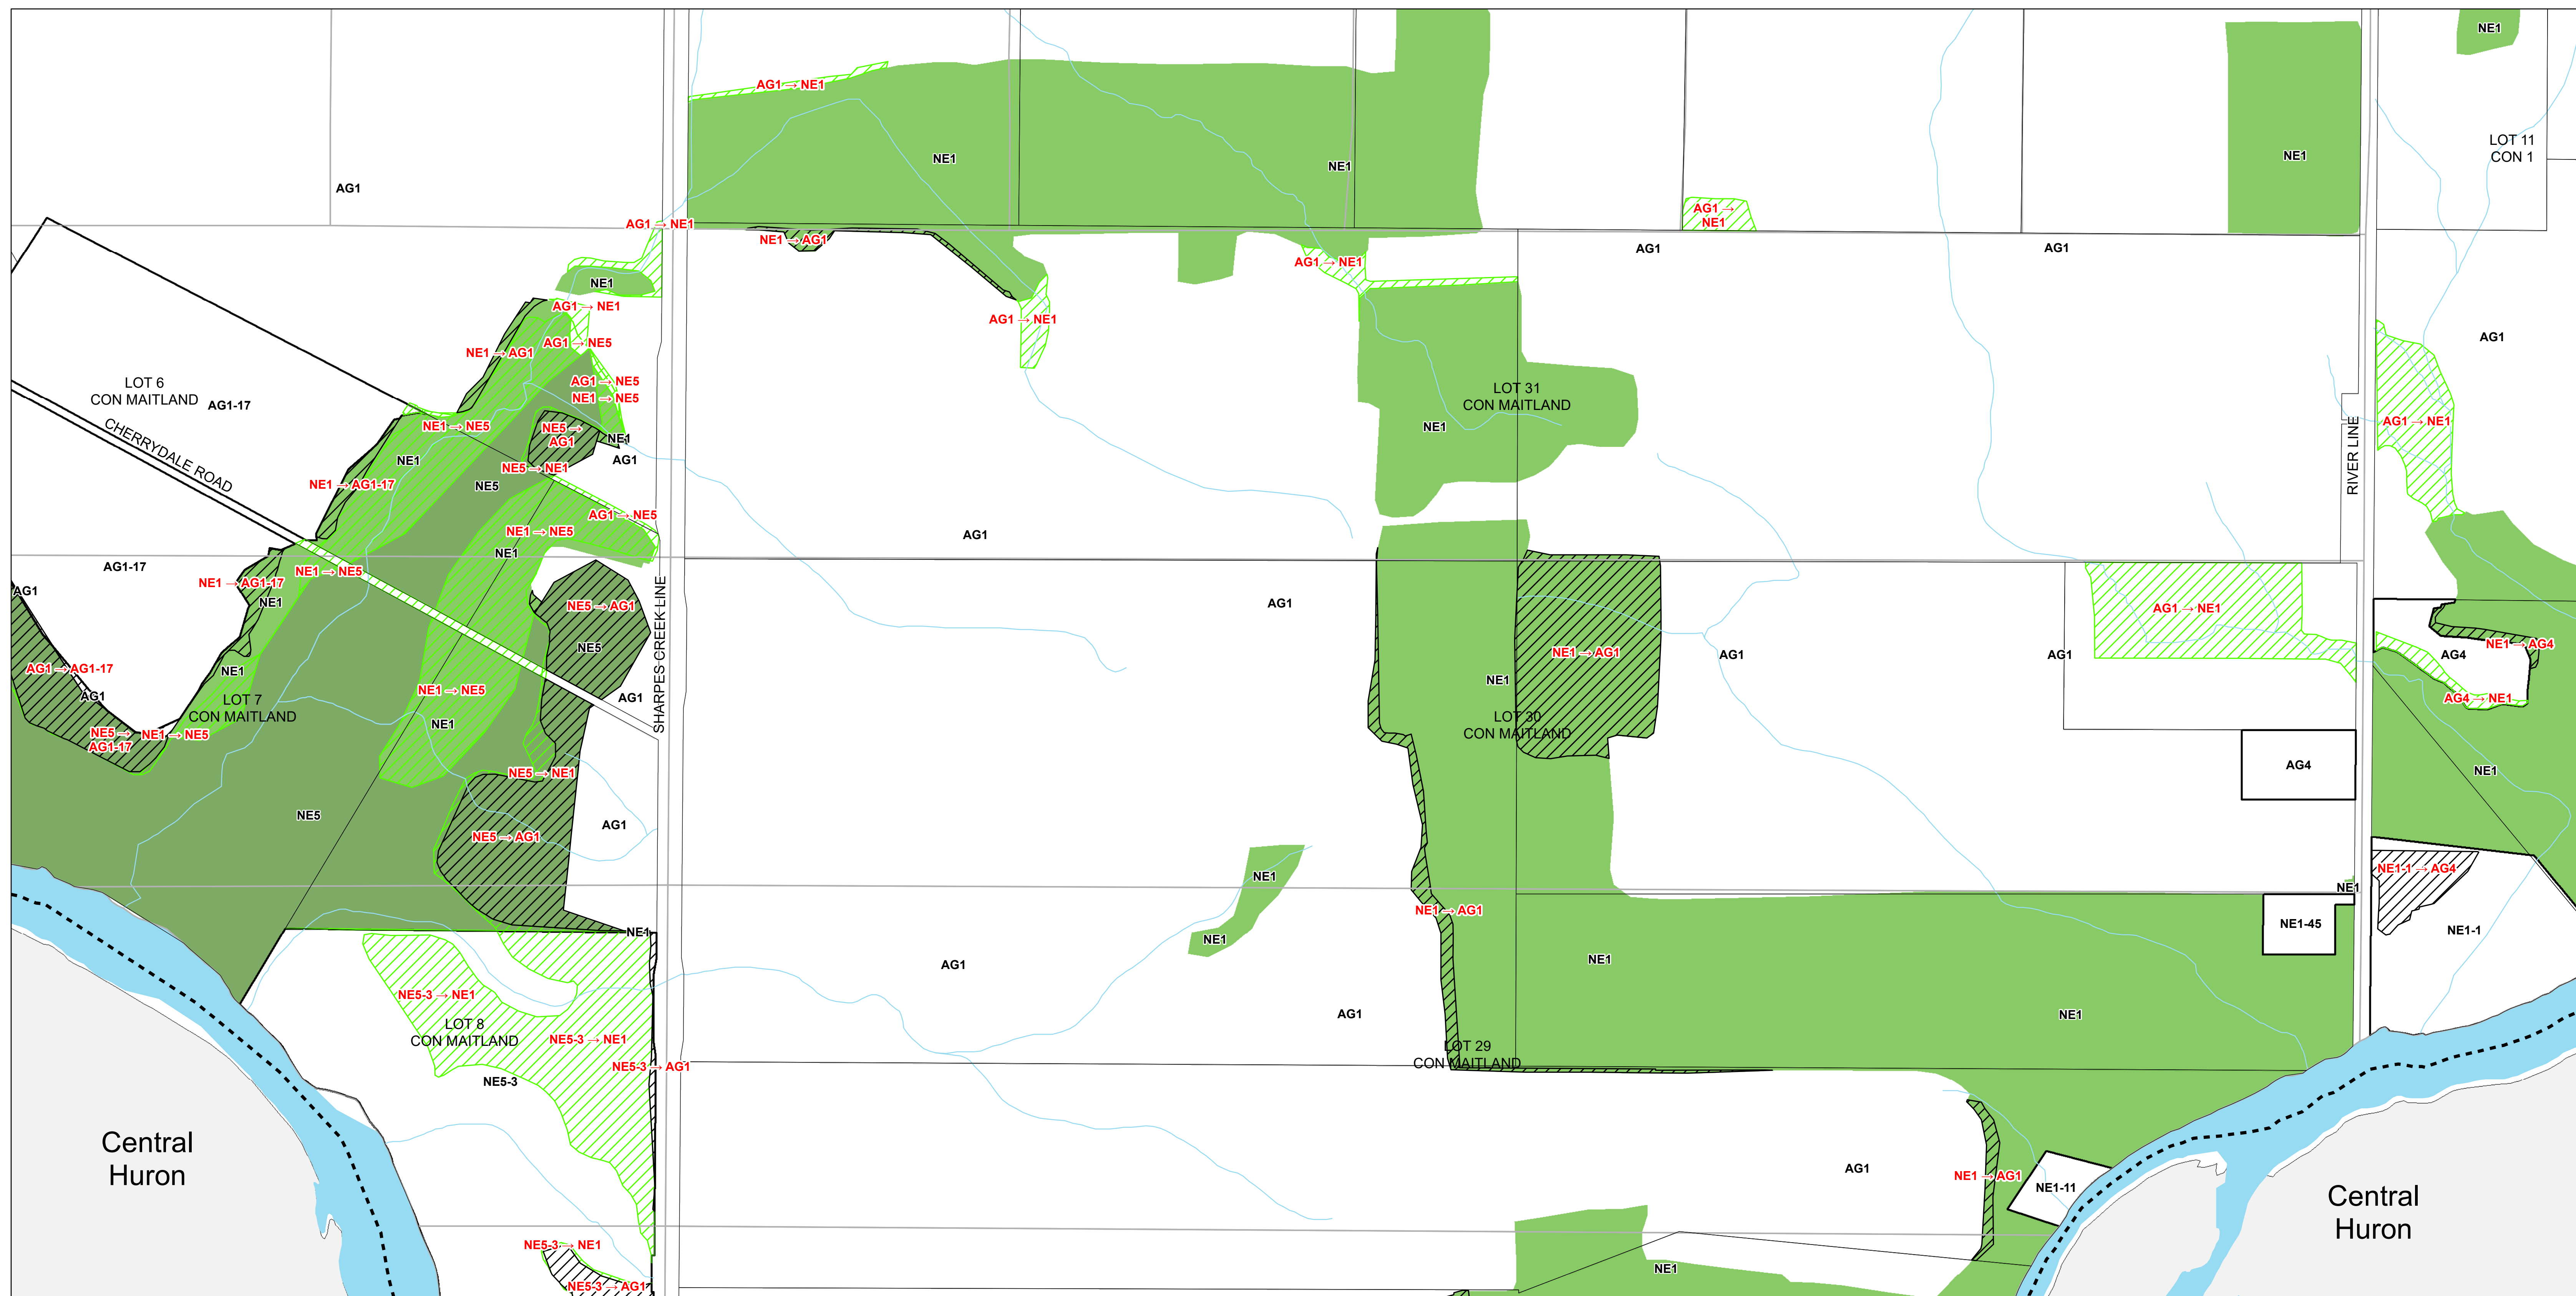 NE1
AG1 → NE1
LOT 11
CON 1
NE1
NE1
NE1
AG1
AG1 →
NE1
AG1 → NE1
NE1 → AG1
AG1
AG1
AG1 → NE1
NE1
AG1 → NE1
AG1 → NE1
AG1
AG1 → NE5
NE1 → AG1
AG1 → NE5
NE1 → NE5
LOT 6
CON MAITLAND
AG1-17
LOT 31
CON MAITLAND
NE1
AG1 → NE1
NE1 → NE5
NE5 →
AG1
NE1
AG1
NE1
CHERRYDALE ROAD
RIVER LINE
NE5 → NE1
NE1 → AG1-17
NE5
AG1 → NE5
NE1 → NE5
AG1
NE1
AG1-17
NE1 → NE5
NE1 → AG1-17
AG1
NE1
NE5 → AG1
AG1
AG1 → NE1
SHARPES CREEK LINE
NE5
NE1 → AG1
AG1
AG1
NE1 → AG4
AG4
AG1 → AG1-17
NE1
NE1
AG1
NE1 → NE5
AG1
AG4 → NE1
LOT 7
CON MAITLAND
NE1
LOT 30
CON MAITLAND
NE5 →
AG1-17
NE1 → NE5
NE5 → NE1
AG4
NE1
NE5
AG1
NE5 → AG1
NE1
NE1-1 → AG4
NE1
NE1 → AG1
NE1-45
NE1-1
NE1
NE1
NE1
AG1
NE5-3 → NE1
AG1
NE1
LOT 8
CON MAITLAND
NE5-3 → NE1
LOT 29
CON MAITLAND
NE5-3 → AG1
NE5-3
Central
Huron
AG1
NE1 → AG1
NE1-11
Central
Huron
NE5-3 → NE1
NE1
NE5-3 → AG1